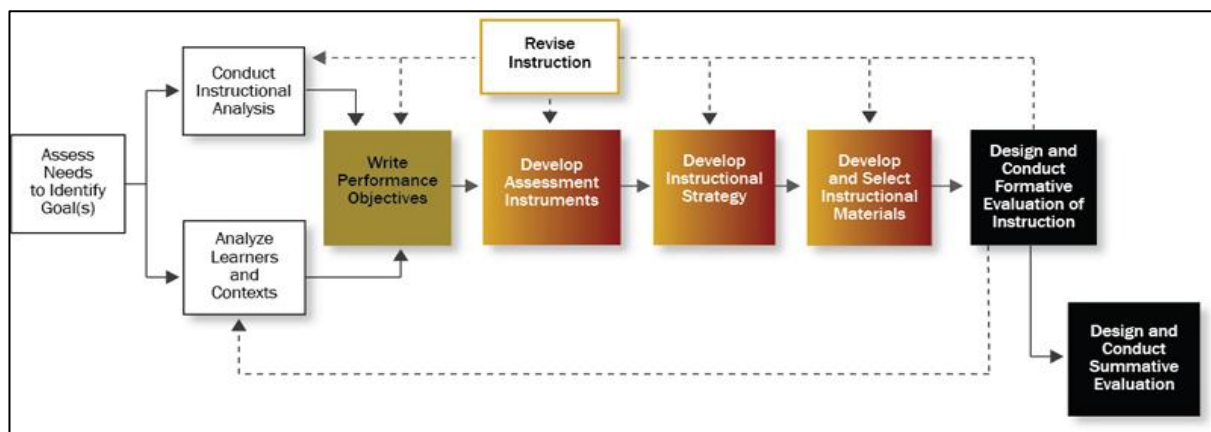 Revise
Instruction
Conduct
Instructional
Analysis
Assess
Needs
to Identify
Goal(s)
Write
Performance
Objectives
Develop
Assessment
Instruments
Develop
Instructional
Strategy
Develop
and Select
Instructional
Materials
Design and
Conduct
Formative
Evaluation of
Instruction
Analyze
Learners
and
Contexts
Design and
Conduct
Summative
Evaluation